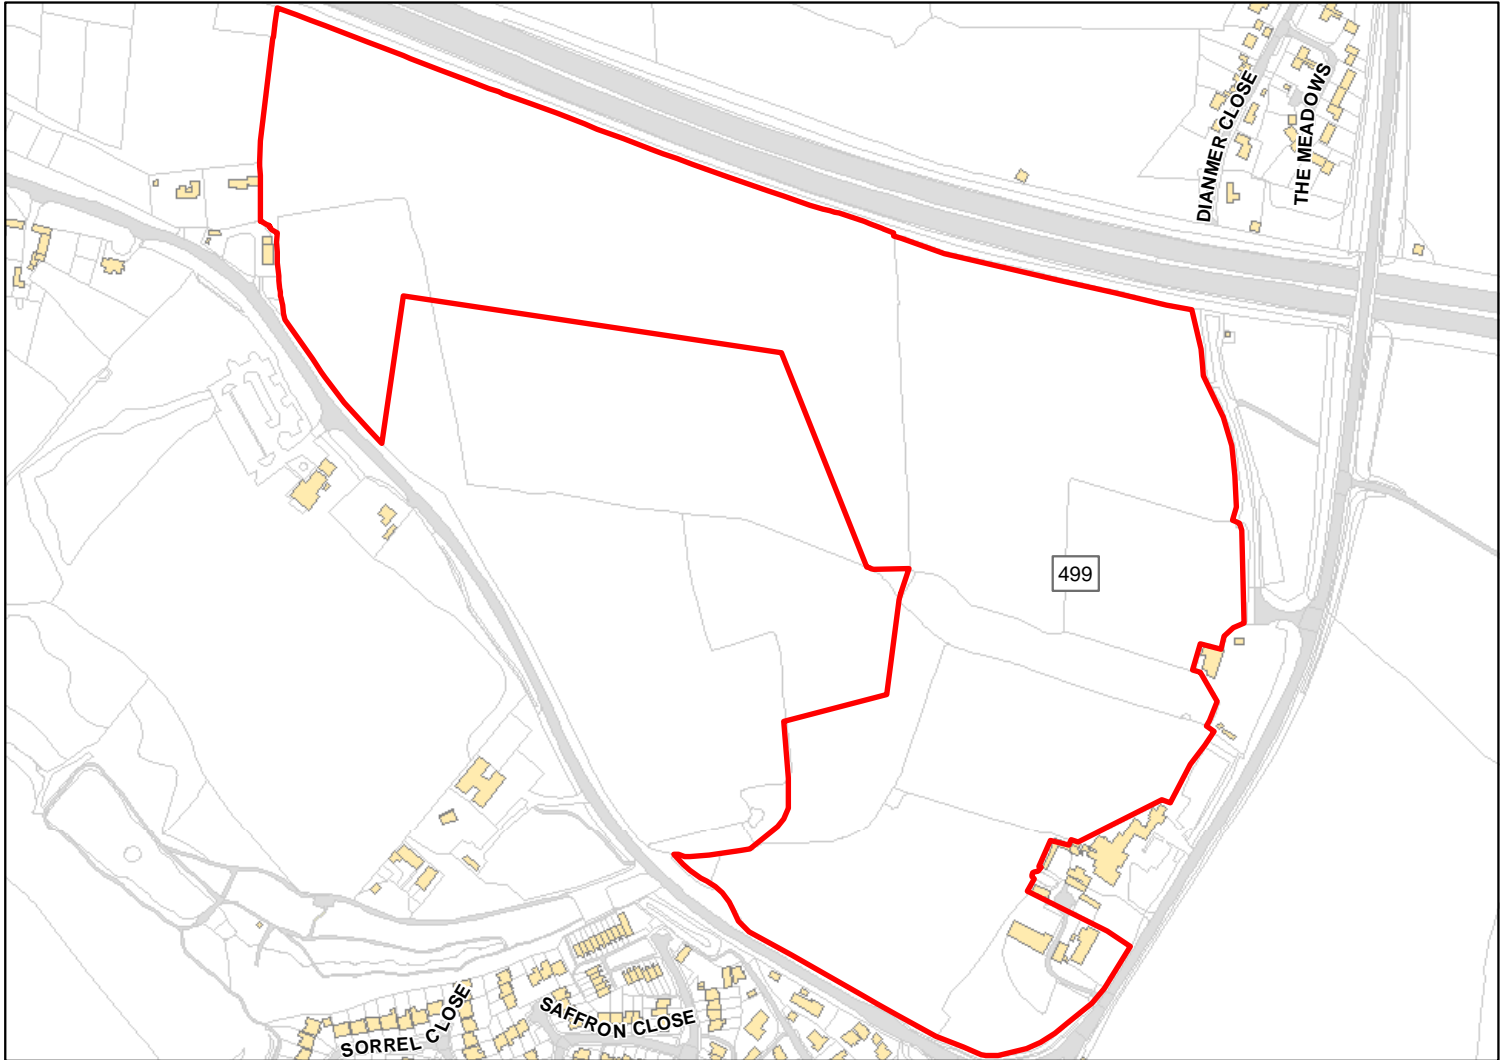 DIANMER CLOSE
THE MEADOWS
499
SAFFRON CLOSE
SORREL CLOSE